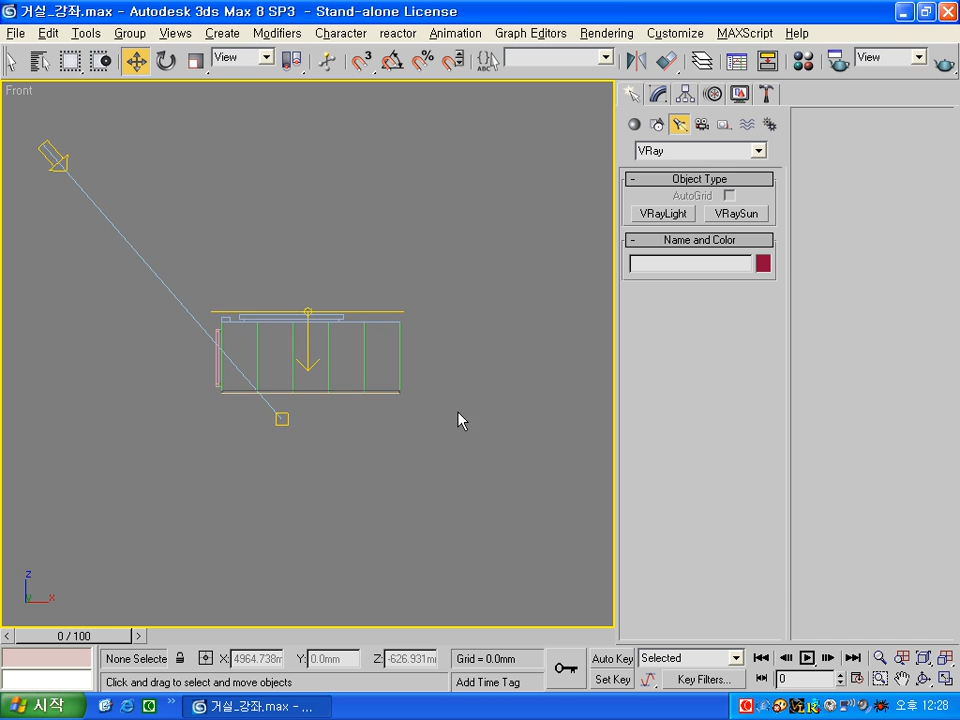 거실_강좌.max - Autodesk 3ds Max 8 SP3 - Stand-alone License
File Edit Tools Group Views Create Modifiers Character reactor Animation Graph Editors Rendering Customize MAXScript Help
View View
Front
VRay
- Object Type
AutoGrid
VRayLight VRaySun
- Name and Color
z
x
< 0 / 100 >
None Selecte X: 4964.738m Y: 0.0mm Z: -626.931m Grid = 0.0mm Auto Key Selected
Click and drag to select and move objects Add Time Tag Set Key Key Filters... 0
시작 거실_강좌.max - ... 오후 12:28